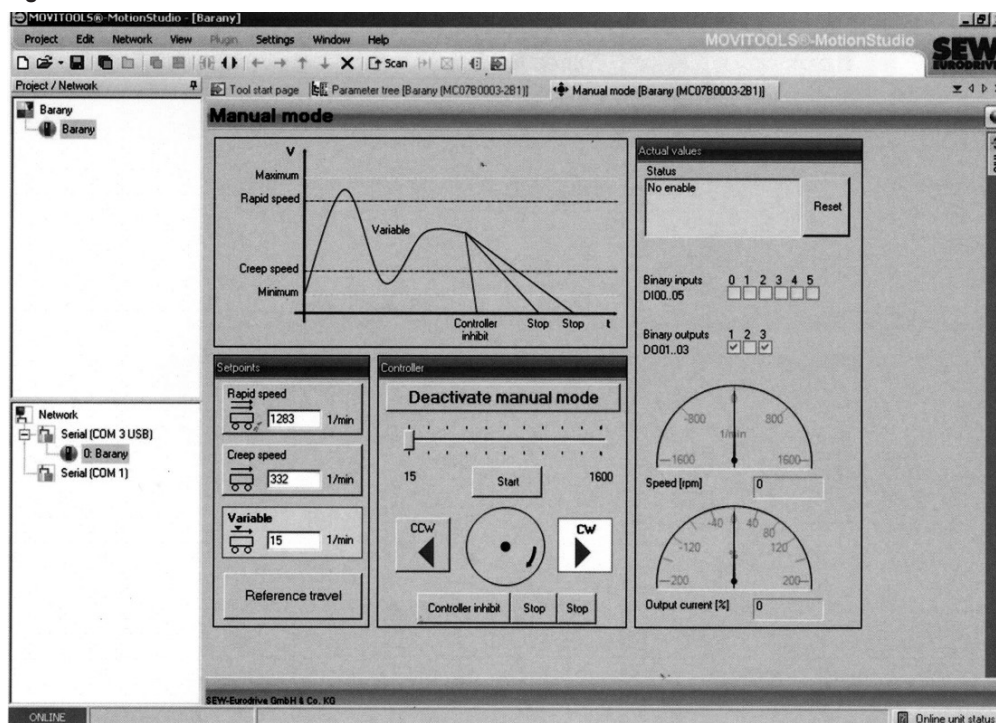 MOVITOOLS®-MotionStudio - [Barany]
Project Edit Network View Plugin Settings Window Help
MOVITOOLS®-MotionStudio
SEW
EURODRIVE
Scan
Project / Network
Tool start page
Parameter tree [Barany (MC07B0003-2B1)]
Manual mode [Barany (MC07B0003-2B1)]
Barany
Barany
Manual mode
V
Maximum
Rapid speed
Variable
Creep speed
Minimum
Controller inhibit
Stop
Stop
t
Actual values
Status
No enable
Reset
Binary inputs 0 1 2 3 4 5
DI00..05
Binary outputs 1 2 3
DO01..03
Setpoints
Rapid speed
1283 1/min
Creep speed
332 1/min
Variable
15 1/min
Reference travel
Controller
Deactivate manual mode
15
Start
1600
CCW
CW
Controller inhibit
Stop
Stop
0
-800 800
1/min
-1600 1600
Speed [rpm] 0
-40 0 40
80
-120 % 120
-200 200
Output current [%] 0
Network
Serial (COM 3 USB)
0: Barany
Serial (COM 1)
SEW-Eurodrive GmbH & Co. KG
ONLINE
Online unit status